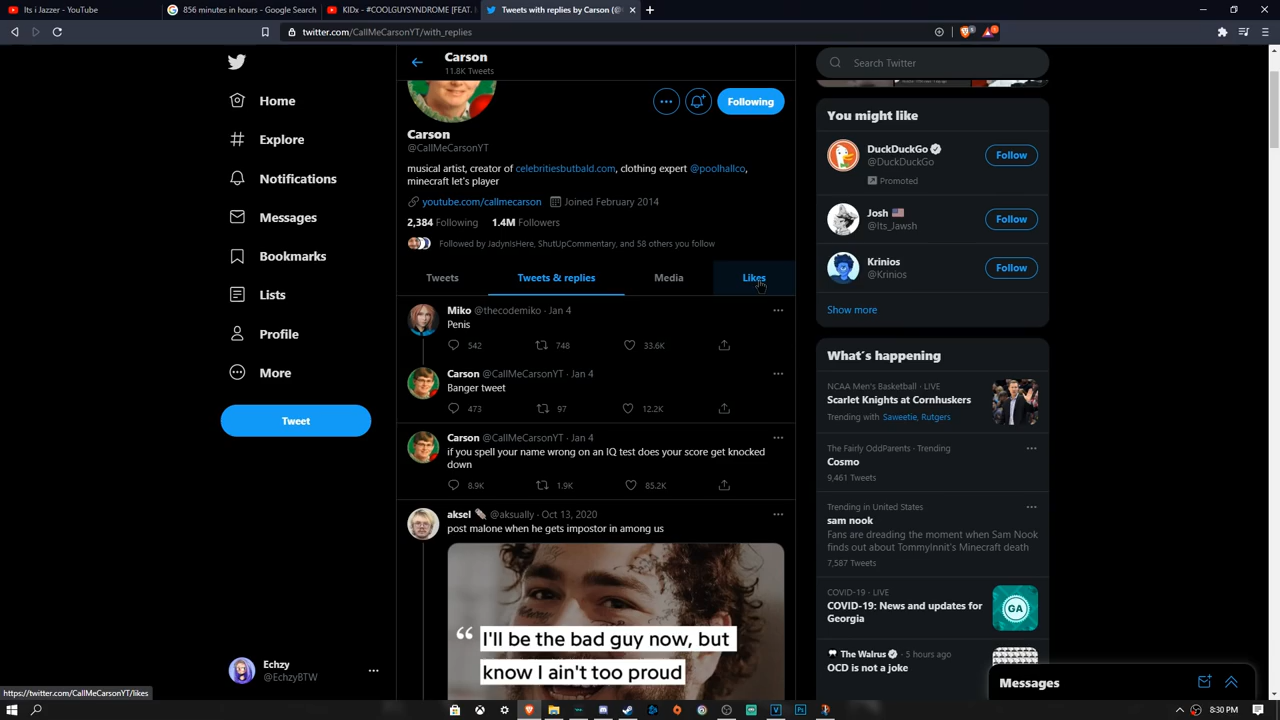 Its i Jazzer - YouTube
856 minutes in hours - Google Search
KIDx - #COOLGUYSYNDROME [FEAT.
Tweets with replies by Carson (@
twitter.com/CallMeCarsonYT/with_replies
Home
Explore
Notifications
Messages
Bookmarks
Lists
Profile
More
Tweet
Echzy
@EchzyBTW
https://twitter.com/CallMeCarsonYT/likes
Carson
11.8K Tweets
Following
Carson
@CallMeCarsonYT
musical artist, creator of celebritiesbutbald.com, clothing expert @poolhallco,
minecraft let's player
youtube.com/callmecarson Joined February 2014
2,384 Following 1.4M Followers
Followed by JadynIsHere, ShutUpCommentary, and 58 others you follow
Tweets Tweets & replies Media Likes
Miko @thecodemiko · Jan 4
Penis
542 748 33.6K
Carson @CallMeCarsonYT · Jan 4
Banger tweet
473 97 12.2K
Carson @CallMeCarsonYT · Jan 4
if you spell your name wrong on an IQ test does your score get knocked
down
8.9K 1.9K 85.2K
aksel @aksually · Oct 13, 2020
post malone when he gets impostor in among us
“ I'll be the bad guy now, but
know I ain't too proud
Search Twitter
You might like
DuckDuckGo
@DuckDuckGo
Promoted
Follow
Josh
@Its_Jawsh
Follow
Krinios
@Krinios
Follow
Show more
What's happening
NCAA Men's Basketball · LIVE
Scarlet Knights at Cornhuskers
Trending with Saweetie, Rutgers
The Fairly OddParents · Trending
Cosmo
9,461 Tweets
Trending in United States
sam nook
Fans are dreading the moment when Sam Nook
finds out about TommyInnit's Minecraft death
7,587 Tweets
COVID-19 · LIVE
COVID-19: News and updates for
Georgia
GA
The Walrus · 5 hours ago
OCD is not a joke
Messages
8:30 PM